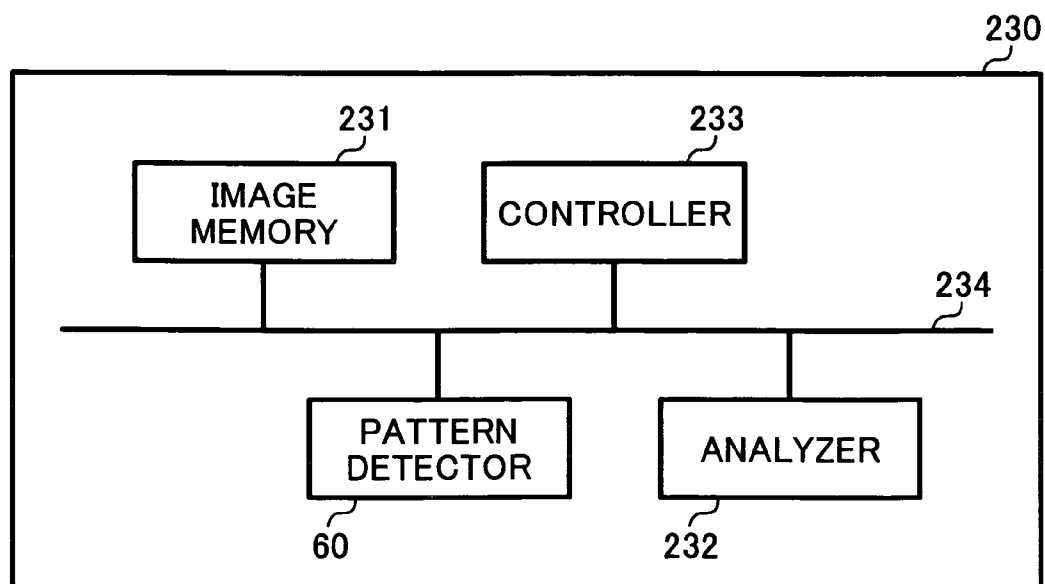 230
231
233
IMAGE
MEMORY
CONTROLLER
234
PATTERN
DETECTOR
ANALYZER
60
232